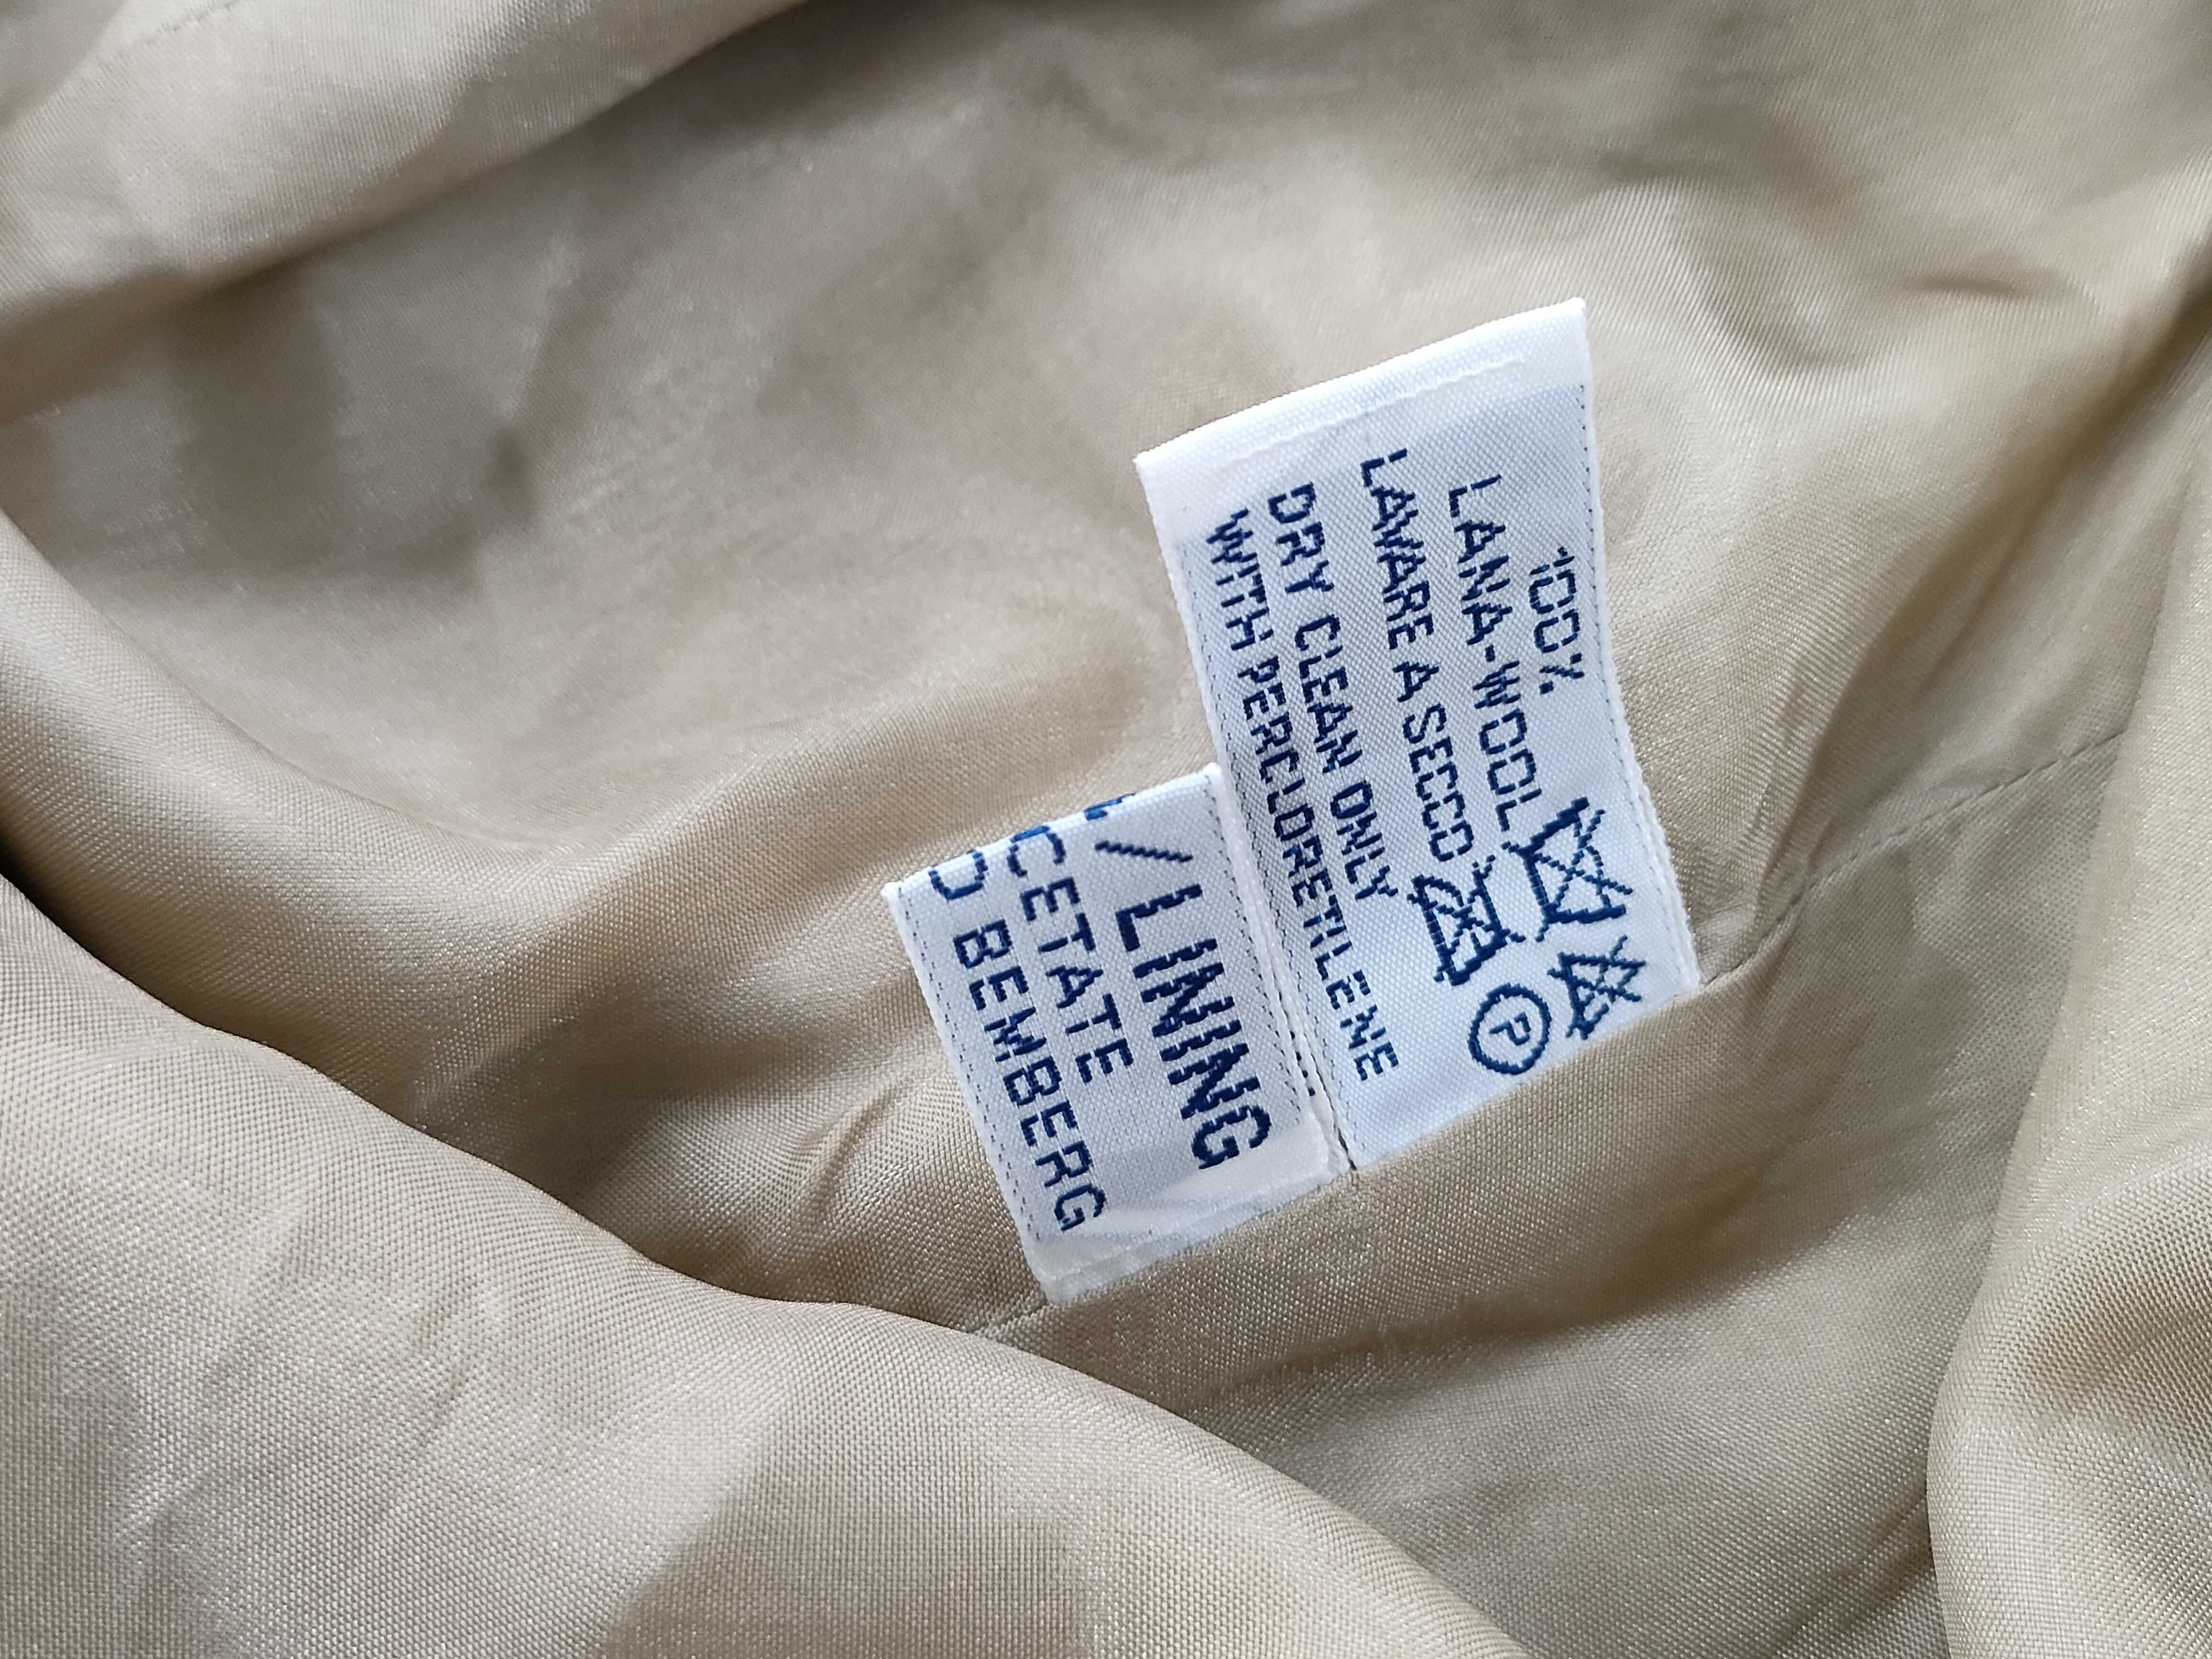 100%
LANA-WOOL
LAVARE A SECCO
P
DRY CLEAN ONLY
WITH PERCLORETILENE
/LINING
CETATE
BEMBERG